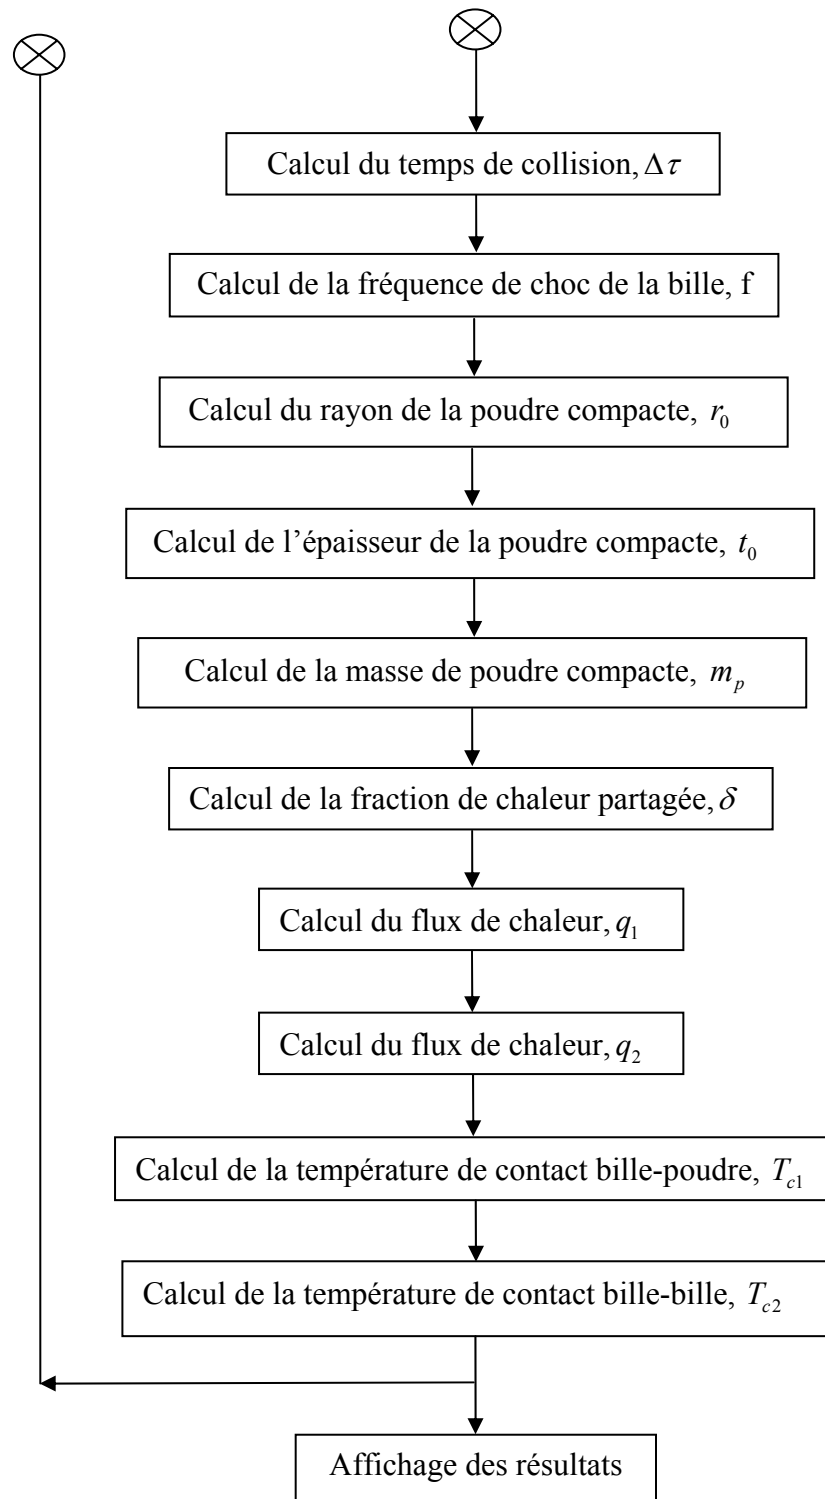 Calcul du temps de collision, Δτ
Calcul de la fréquence de choc de la bille, f
Calcul du rayon de la poudre compacte, r₀
Calcul de l’épaisseur de la poudre compacte, t₀
Calcul de la masse de poudre compacte, mₚ
Calcul de la fraction de chaleur partagée, δ
Calcul du flux de chaleur, q₁
Calcul du flux de chaleur, q₂
Calcul de la température de contact bille-poudre, T_c1
Calcul de la température de contact bille-bille, T_c2
Affichage des résultats